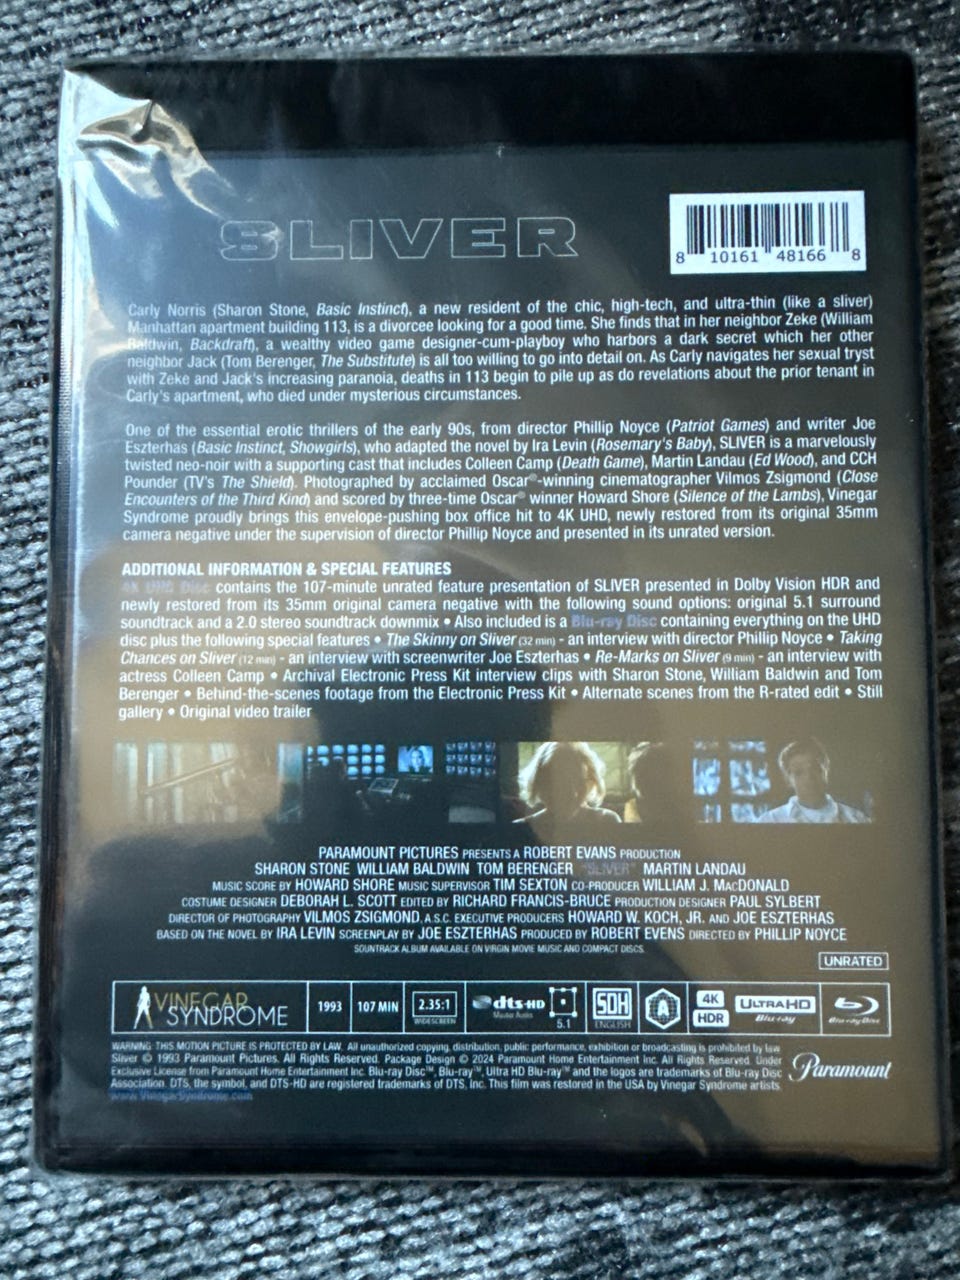 SLIVER
8 10161 48166 8
Carly Norris (Sharon Stone, Basic Instinct), a new resident of the chic, high-tech, and ultra-thin (like a sliver)
Manhattan apartment building 113, is a divorcee looking for a good time. She finds that in her neighbor Zeke (William
Baldwin, Backdraft), a wealthy video game designer-cum-playboy who harbors a dark secret which her other
neighbor Jack (Tom Berenger, The Substitute) is all too willing to go into detail on. As Carly navigates her sexual tryst
with Zeke and Jack's increasing paranoia, deaths in 113 begin to pile up as do revelations about the prior tenant in
Carly's apartment, who died under mysterious circumstances.
One of the essential erotic thrillers of the early 90s, from director Phillip Noyce (Patriot Games) and writer Joe
Eszterhas (Basic Instinct, Showgirls), who adapted the novel by Ira Levin (Rosemary's Baby), SLIVER is a marvelously
twisted neo-noir with a supporting cast that includes Colleen Camp (Death Game), Martin Landau (Ed Wood), and CCH
Pounder (TV's The Shield). Photographed by acclaimed Oscar®-winning cinematographer Vilmos Zsigmond (Close
Encounters of the Third Kind) and scored by three-time Oscar® winner Howard Shore (Silence of the Lambs), Vinegar
Syndrome proudly brings this envelope-pushing box office hit to 4K UHD, newly restored from its original 35mm
camera negative under the supervision of director Phillip Noyce and presented in its unrated version.
ADDITIONAL INFORMATION & SPECIAL FEATURES
4K UHD Disc contains the 107-minute unrated feature presentation of SLIVER presented in Dolby Vision HDR and
newly restored from its 35mm original camera negative with the following sound options: original 5.1 surround
soundtrack and a 2.0 stereo soundtrack downmix • Also included is a Blu-ray Disc containing everything on the UHD
disc plus the following special features • The Skinny on Sliver (32 min) - an interview with director Phillip Noyce • Taking
Chances on Sliver (12 min) - an interview with screenwriter Joe Eszterhas • Re-Marks on Sliver (9 min) - an interview with
actress Colleen Camp • Archival Electronic Press Kit interview clips with Sharon Stone, William Baldwin and Tom
Berenger • Behind-the-scenes footage from the Electronic Press Kit • Alternate scenes from the R-rated edit • Still
gallery • Original video trailer
PARAMOUNT PICTURES PRESENTS A ROBERT EVANS PRODUCTION
SHARON STONE WILLIAM BALDWIN TOM BERENGER "SLIVER" MARTIN LANDAU
MUSIC SCORE BY HOWARD SHORE MUSIC SUPERVISOR TIM SEXTON CO-PRODUCER WILLIAM J. MACDONALD
COSTUME DESIGNER DEBORAH L. SCOTT EDITED BY RICHARD FRANCIS-BRUCE PRODUCTION DESIGNER PAUL SYLBERT
DIRECTOR OF PHOTOGRAPHY VILMOS ZSIGMOND, A.S.C. EXECUTIVE PRODUCERS HOWARD W. KOCH, JR. AND JOE ESZTERHAS
BASED ON THE NOVEL BY IRA LEVIN SCREENPLAY BY JOE ESZTERHAS PRODUCED BY ROBERT EVENS DIRECTED BY PHILLIP NOYCE
SOUNTRACK ALBUM AVAILABLE ON VIRGIN MOVIE MUSIC AND COMPACT DISCS.
UNRATED
VINEGAR SYNDROME 1993 107 MIN 2.35:1 WIDESCREEN dts-HD Master Audio 5.1 SDH ENGLISH A 4K HDR ULTRA HD Blu-ray Blu-ray Disc
WARNING: THIS MOTION PICTURE IS PROTECTED BY LAW. All unauthorized copying, distribution, public performance, exhibition or broadcasting is prohibited by law.
Sliver © 1993 Paramount Pictures. All Rights Reserved. Package Design © 2024 Paramount Home Entertainment Inc. All Rights Reserved. Under
Exclusive License from Paramount Home Entertainment Inc. Blu-ray Disc™, Blu-ray™, Ultra HD Blu-ray™ and the logos are trademarks of Blu-ray Disc
Association. DTS, the symbol, and DTS-HD are registered trademarks of DTS, Inc. This film was restored in the USA by Vinegar Syndrome artists.
www.VinegarSyndrome.com
Paramount